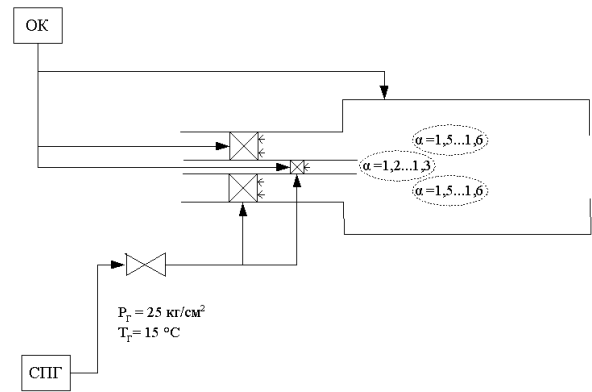 ОК
α =1,5...1,6
α =1,2...1,3
α =1,5...1,6
Pг = 25 кг/см²
Tг= 15 °C
СПГ